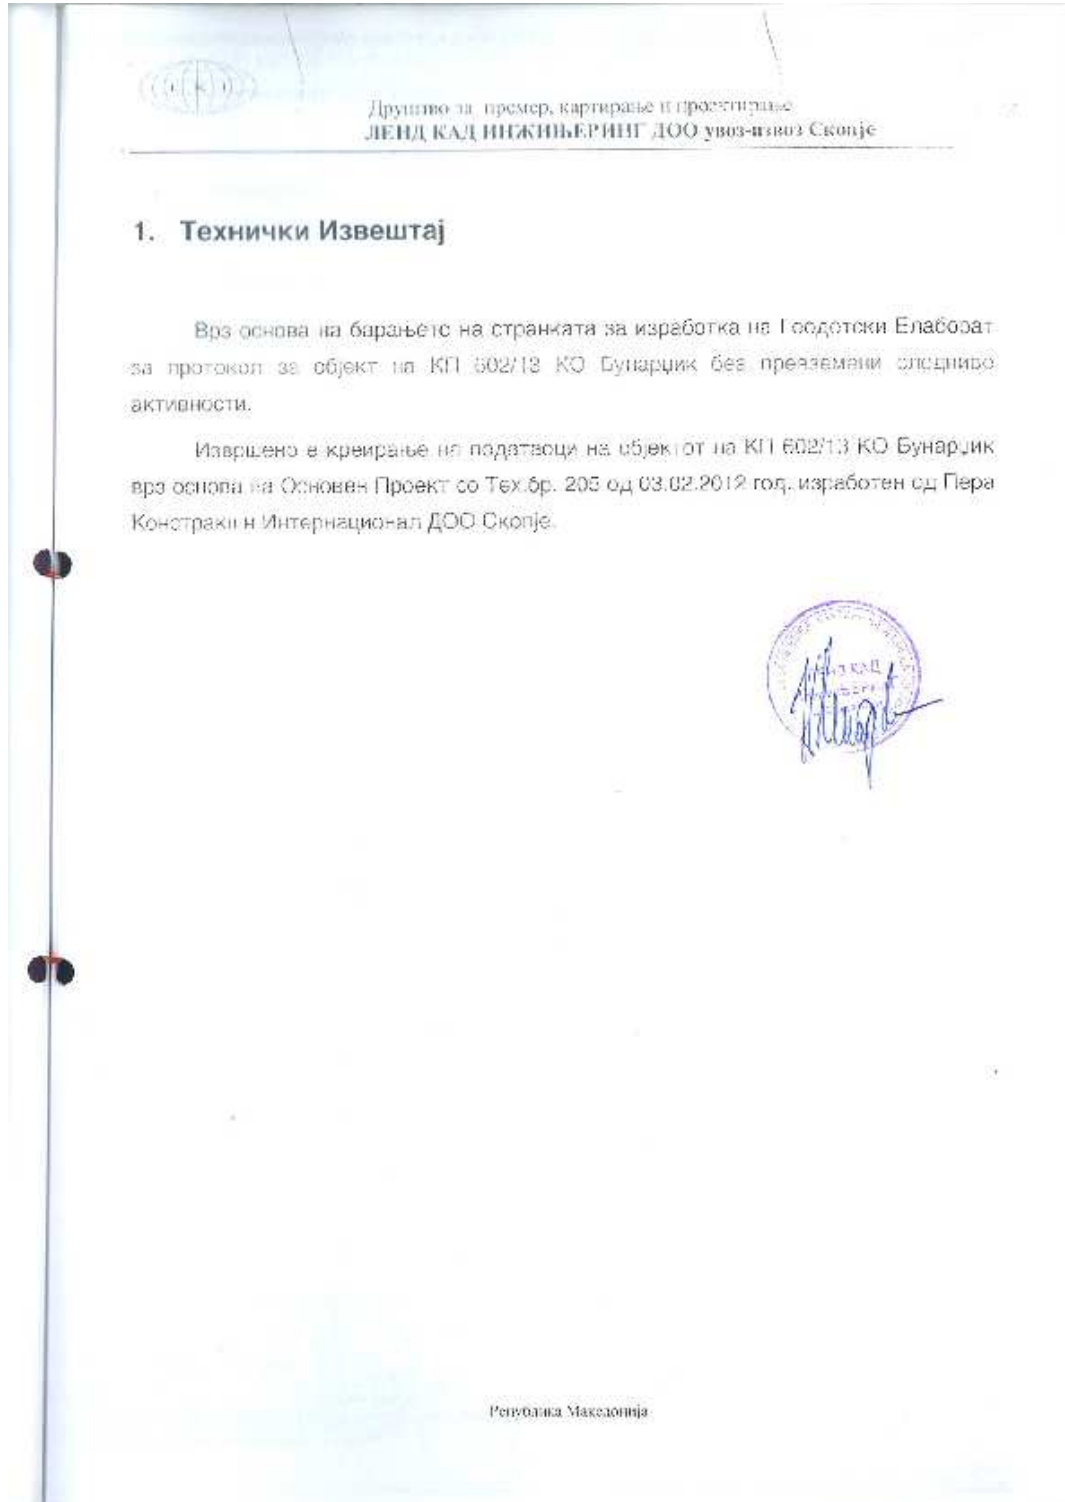 Друштво за премер, картирање и проектирање
ЛЕНД КАД ИНЖИЊЕРИНГ ДОО увоз-извоз Скопје
1. Технички Извештај
Врз основа на барањето на странката за изработка на Геодетски Елаборат
за протокол за објект на КП 602/13 КО Бунарџик беа превземени следниве
активности.
Извршено е креирање на податаоци на објектот на КП 602/13 КО Бунарџик
врз основа на Основен Проект со Тех.бр. 205 од 03.02.2012 год. изработен од Пера
Констракшн Интернационал ДОО Скопје.
КАД
Република Македонија